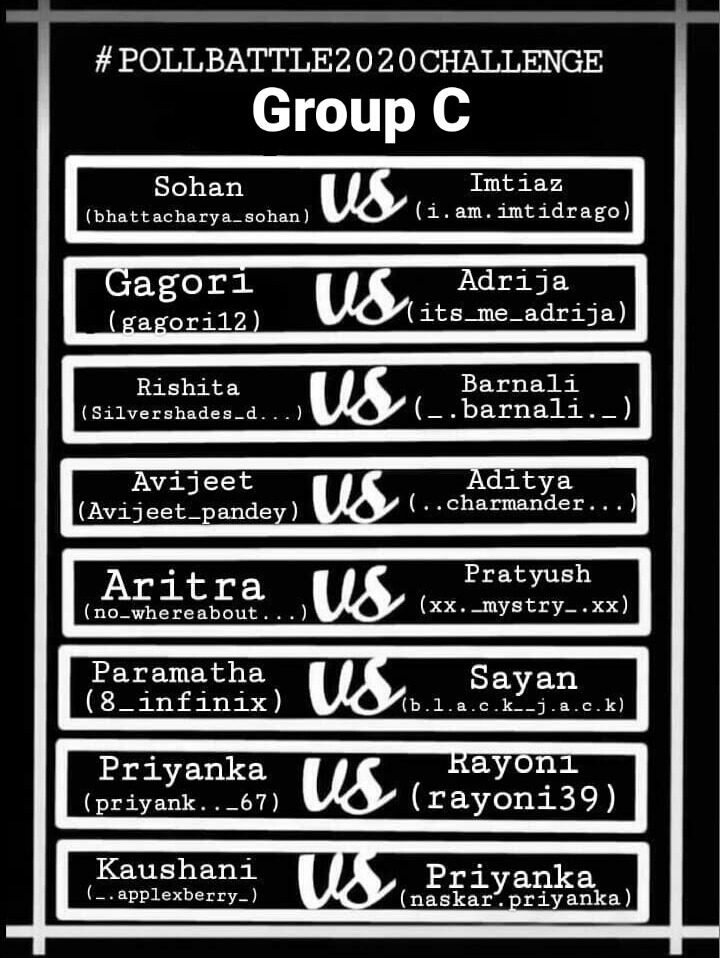 #POLLBATTLE2020CHALLENGE
Group C
Sohan vs Imtiaz
(bhattacharya_sohan) (i.am.imtidrago)
Gagori vs Adrija
(gagori12) (its_me_adrija)
Rishita vs Barnali
(Silvershades_d...) (_.barnali._)
Avijeet vs Aditya
(Avijeet_pandey) (..charmander...)
Aritra vs Pratyush
(no_whereabout...) (xx._mystry_.xx)
Paramatha vs Sayan
(8_infinix) (b.l.a.c.k__j.a.c.k)
Priyanka vs Rayoni
(priyank.._67) (rayoni39)
Kaushani vs Priyanka
(_.applexberry_) (naskar.priyanka)